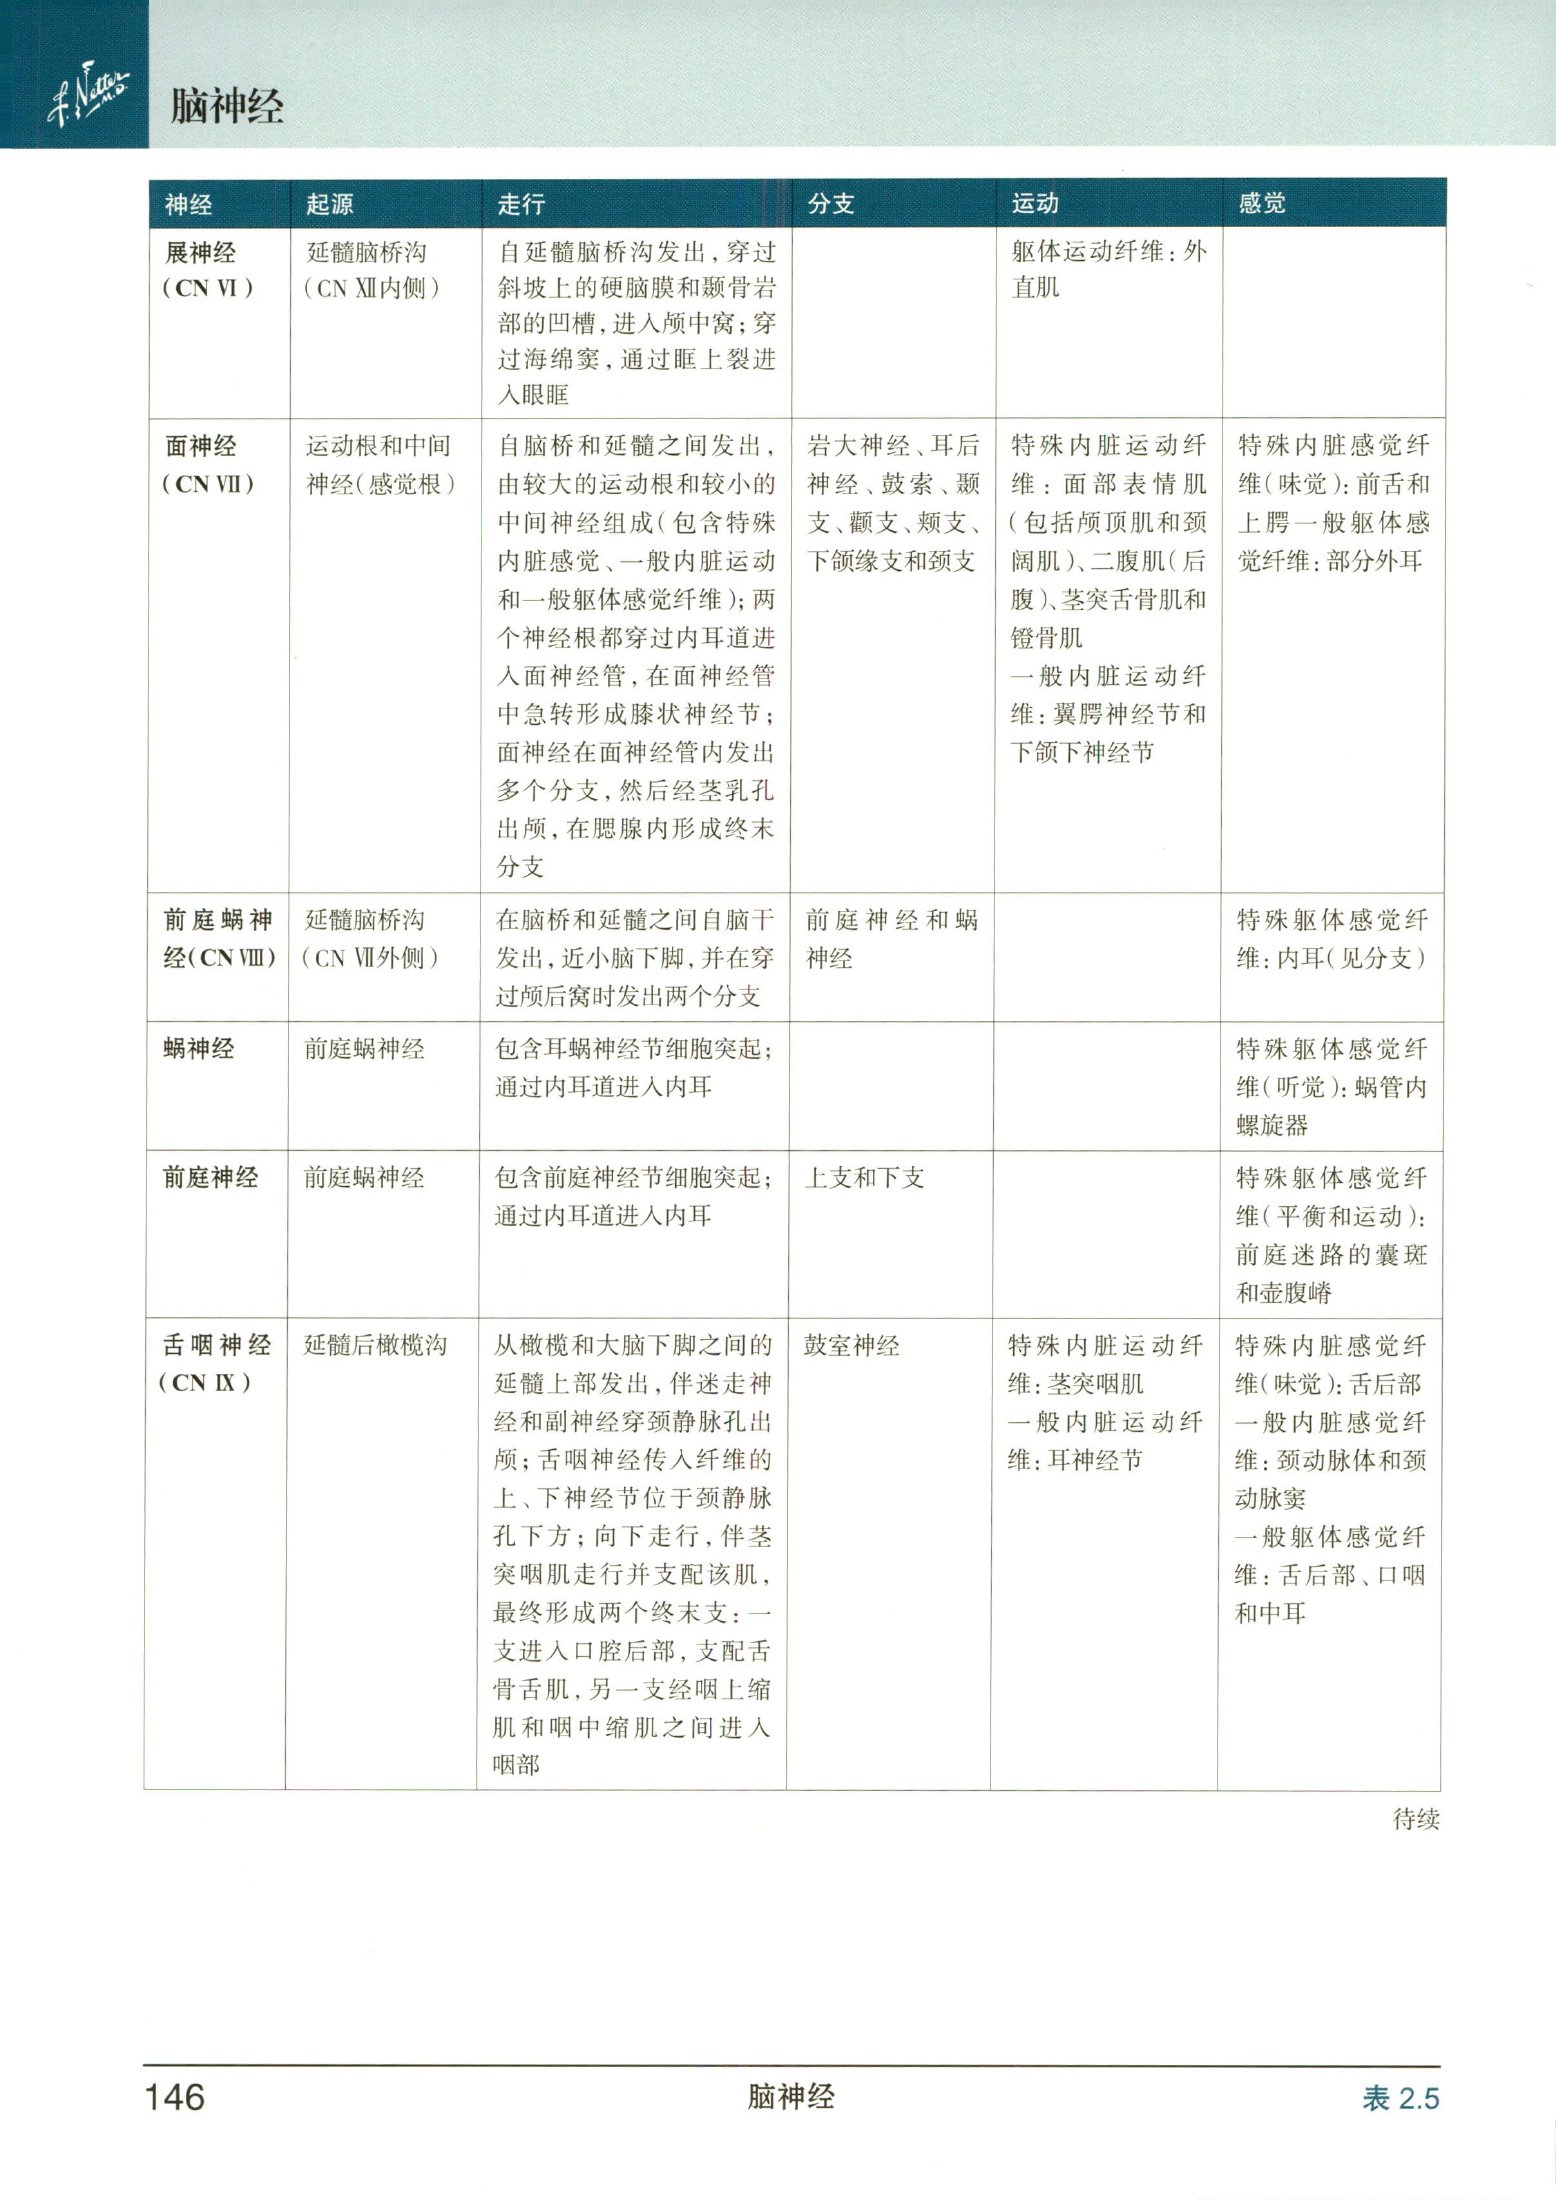 F. Netter M.D.
脑神经
神经 起源 走行 分支 运动 感觉
展神经
(CN Ⅵ)
延髓脑桥沟
(CN Ⅻ内侧)
自延髓脑桥沟发出，穿过
斜坡上的硬脑膜和颞骨岩
部的凹槽，进入颅中窝；穿
过海绵窦，通过眶上裂进
入眼眶
躯体运动纤维：外
直肌
面神经
(CN Ⅶ)
运动根和中间
神经(感觉根)
自脑桥和延髓之间发出，
由较大的运动根和较小的
中间神经组成(包含特殊
内脏感觉、一般内脏运动
和一般躯体感觉纤维)；两
个神经根都穿过内耳道进
入面神经管，在面神经管
中急转形成膝状神经节；
面神经在面神经管内发出
多个分支，然后经茎乳孔
出颅，在腮腺内形成终末
分支
岩大神经、耳后
神经、鼓索、颞
支、颧支、颊支、
下颌缘支和颈支
特殊内脏运动纤
维：面部表情肌
(包括颅顶肌和颈
阔肌)、二腹肌(后
腹)、茎突舌骨肌和
镫骨肌
一般内脏运动纤
维：翼腭神经节和
下颌下神经节
特殊内脏感觉纤
维(味觉)：前舌和
上腭一般躯体感
觉纤维：部分外耳
前庭蜗神
经(CN Ⅷ)
延髓脑桥沟
(CN Ⅶ外侧)
在脑桥和延髓之间自脑干
发出，近小脑下脚，并在穿
过颅后窝时发出两个分支
前庭神经和蜗
神经
特殊躯体感觉纤
维：内耳(见分支)
蜗神经
前庭蜗神经
包含耳蜗神经节细胞突起；
通过内耳道进入内耳
特殊躯体感觉纤
维(听觉)：蜗管内
螺旋器
前庭神经
前庭蜗神经
包含前庭神经节细胞突起；
通过内耳道进入内耳
上支和下支
特殊躯体感觉纤
维(平衡和运动)：
前庭迷路的囊斑
和壶腹嵴
舌咽神经
(CN Ⅸ)
延髓后橄榄沟
从橄榄和大脑下脚之间的
延髓上部发出，伴迷走神
经和副神经穿颈静脉孔出
颅；舌咽神经传入纤维的
上、下神经节位于颈静脉
孔下方；向下走行，伴茎
突咽肌走行并支配该肌，
最终形成两个终末支：一
支进入口腔后部，支配舌
骨舌肌，另一支经咽上缩
肌和咽中缩肌之间进入
咽部
鼓室神经
特殊内脏运动纤
维：茎突咽肌
一般内脏运动纤
维：耳神经节
特殊内脏感觉纤
维(味觉)：舌后部
一般内脏感觉纤
维：颈动脉体和颈
动脉窦
一般躯体感觉纤
维：舌后部、口咽
和中耳
待续
146 脑神经 表 2.5